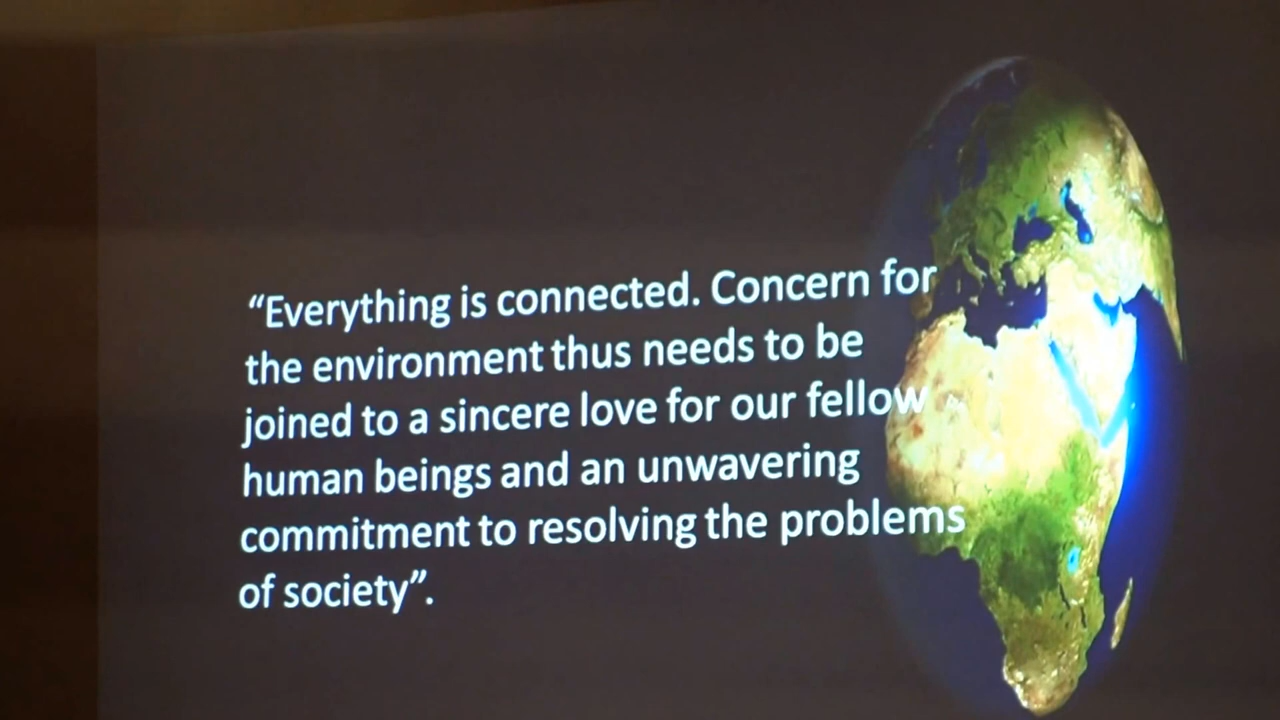 “Everything is connected. Concern for
the environment thus needs to be
joined to a sincere love for our fellow
human beings and an unwavering
commitment to resolving the problems
of society”.